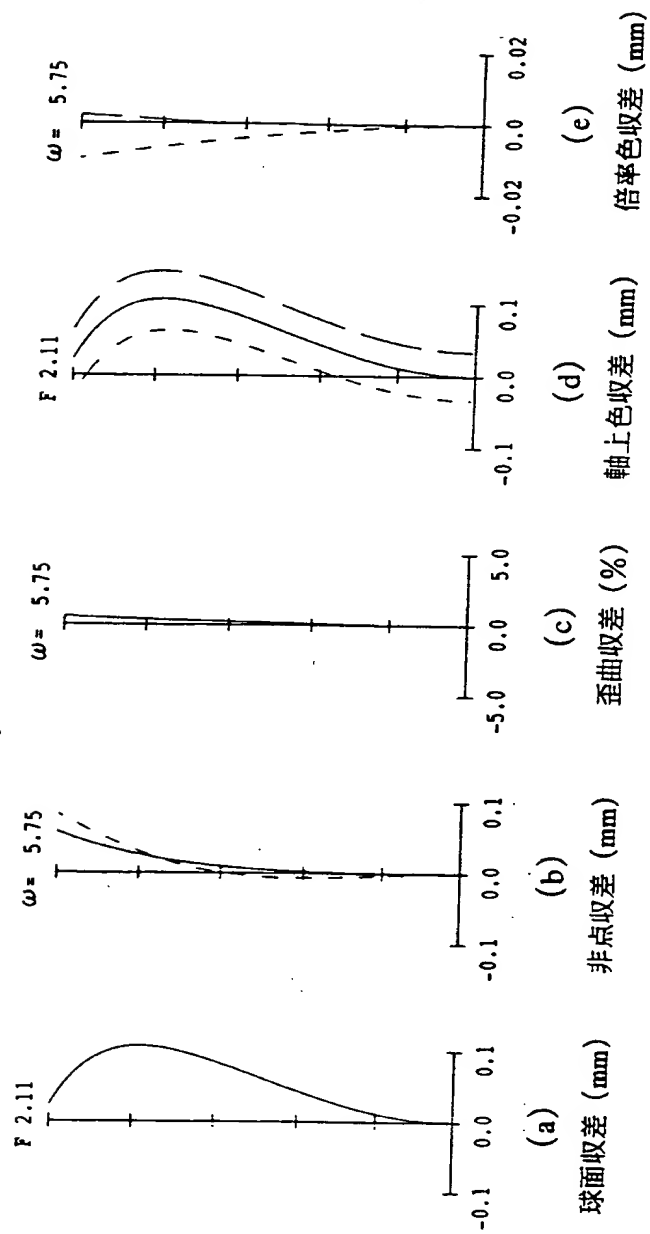 F 2.11
-0.1 0.0 0.1
(a)
球面収差 (mm)
ω= 5.75
-0.1 0.0 0.1
(b)
非点収差 (mm)
ω= 5.75
-5.0 0.0 5.0
(c)
歪曲収差 (%)
F 2.11
-0.1 0.0 0.1
(d)
軸上色収差 (mm)
ω= 5.75
-0.02 0.0 0.02
(e)
倍率色収差 (mm)